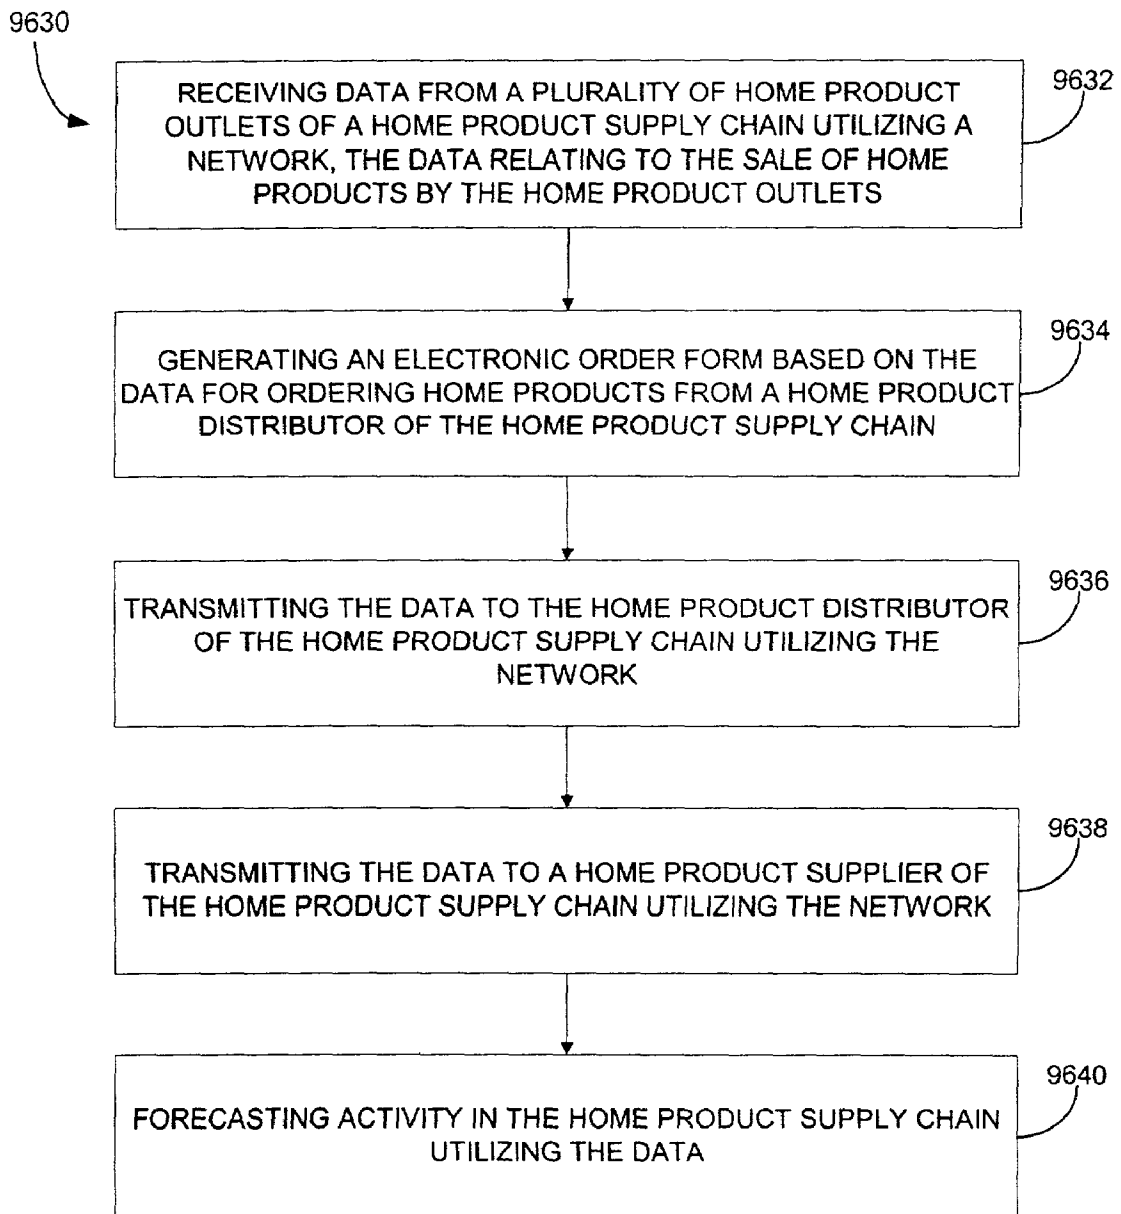 9630
RECEIVING DATA FROM A PLURALITY OF HOME PRODUCT
OUTLETS OF A HOME PRODUCT SUPPLY CHAIN UTILIZING A
NETWORK, THE DATA RELATING TO THE SALE OF HOME
PRODUCTS BY THE HOME PRODUCT OUTLETS
9632
GENERATING AN ELECTRONIC ORDER FORM BASED ON THE
DATA FOR ORDERING HOME PRODUCTS FROM A HOME PRODUCT
DISTRIBUTOR OF THE HOME PRODUCT SUPPLY CHAIN
9634
TRANSMITTING THE DATA TO THE HOME PRODUCT DISTRIBUTOR
OF THE HOME PRODUCT SUPPLY CHAIN UTILIZING THE
NETWORK
9636
TRANSMITTING THE DATA TO A HOME PRODUCT SUPPLIER OF
THE HOME PRODUCT SUPPLY CHAIN UTILIZING THE NETWORK
9638
FORECASTING ACTIVITY IN THE HOME PRODUCT SUPPLY CHAIN
UTILIZING THE DATA
9640